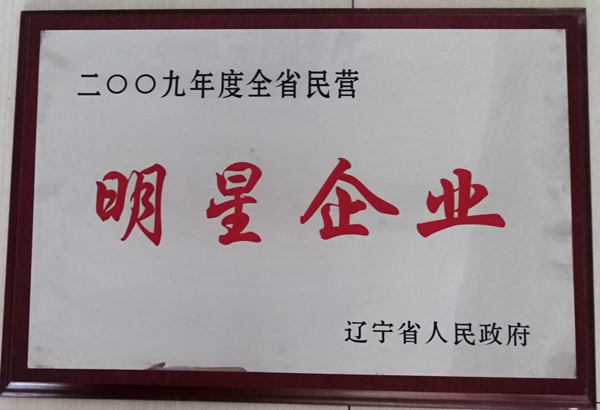 二〇〇九年度全省民营
明星企业
辽宁省人民政府